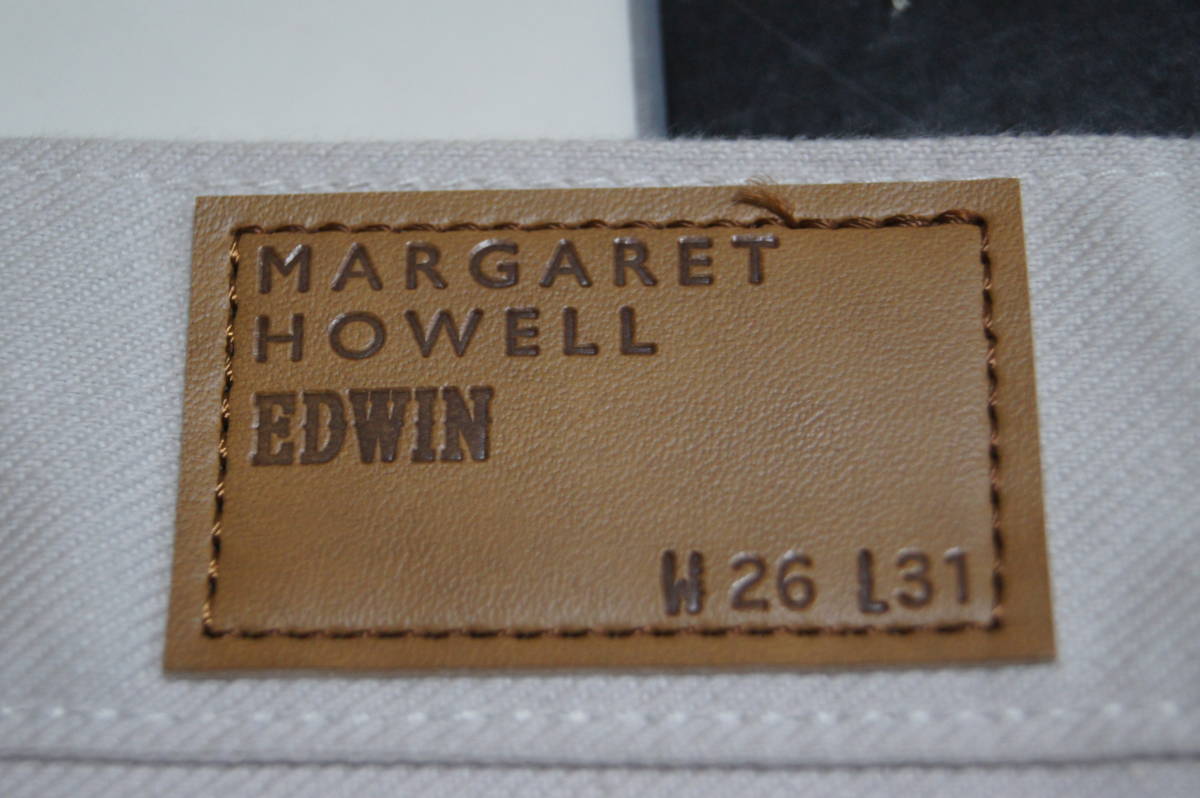 MARGARET
HOWELL
EDWIN
W 26 L31